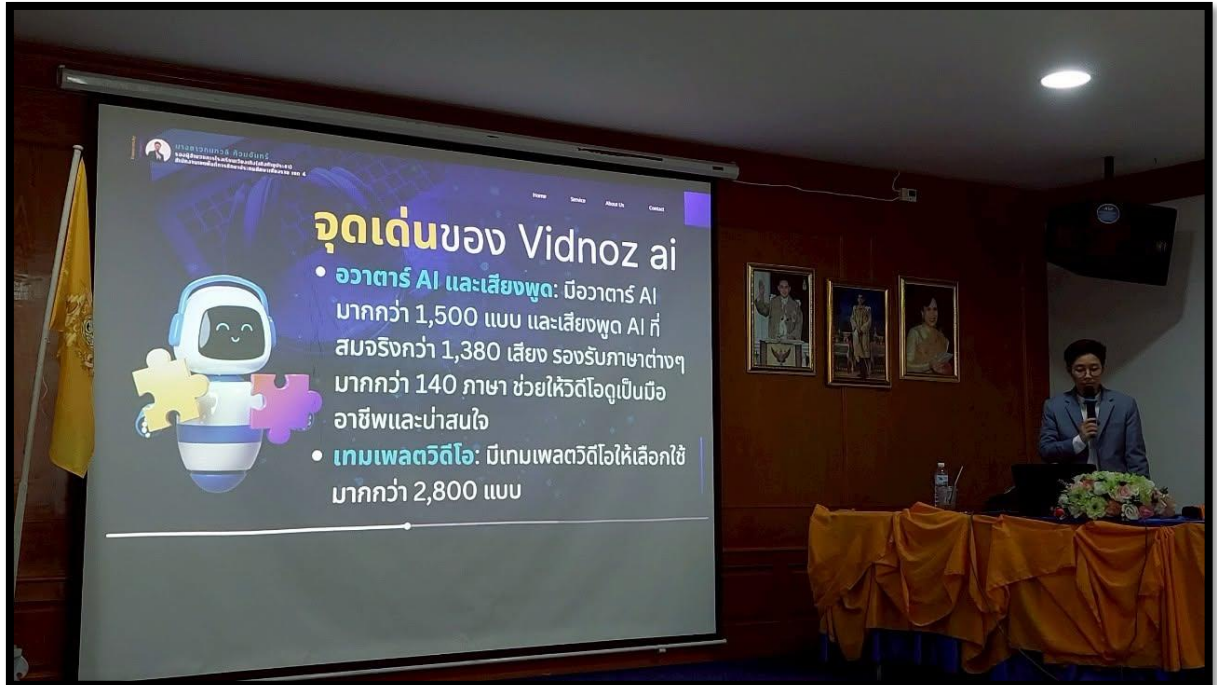 Home Service About Us Contact
จุดเด่นของ Vidnoz ai
• อวาตาร์ AI และเสียงพูด: มีอวาตาร์ AI
มากกว่า 1,500 แบบ และเสียงพูด AI ที่
สมจริงกว่า 1,380 เสียง รองรับภาษาต่างๆ
มากกว่า 140 ภาษา ช่วยให้วิดีโอดูเป็นมือ
อาชีพและน่าสนใจ
• เทมเพลตวิดีโอ: มีเทมเพลตวิดีโอให้เลือกใช้
มากกว่า 2,800 แบบ